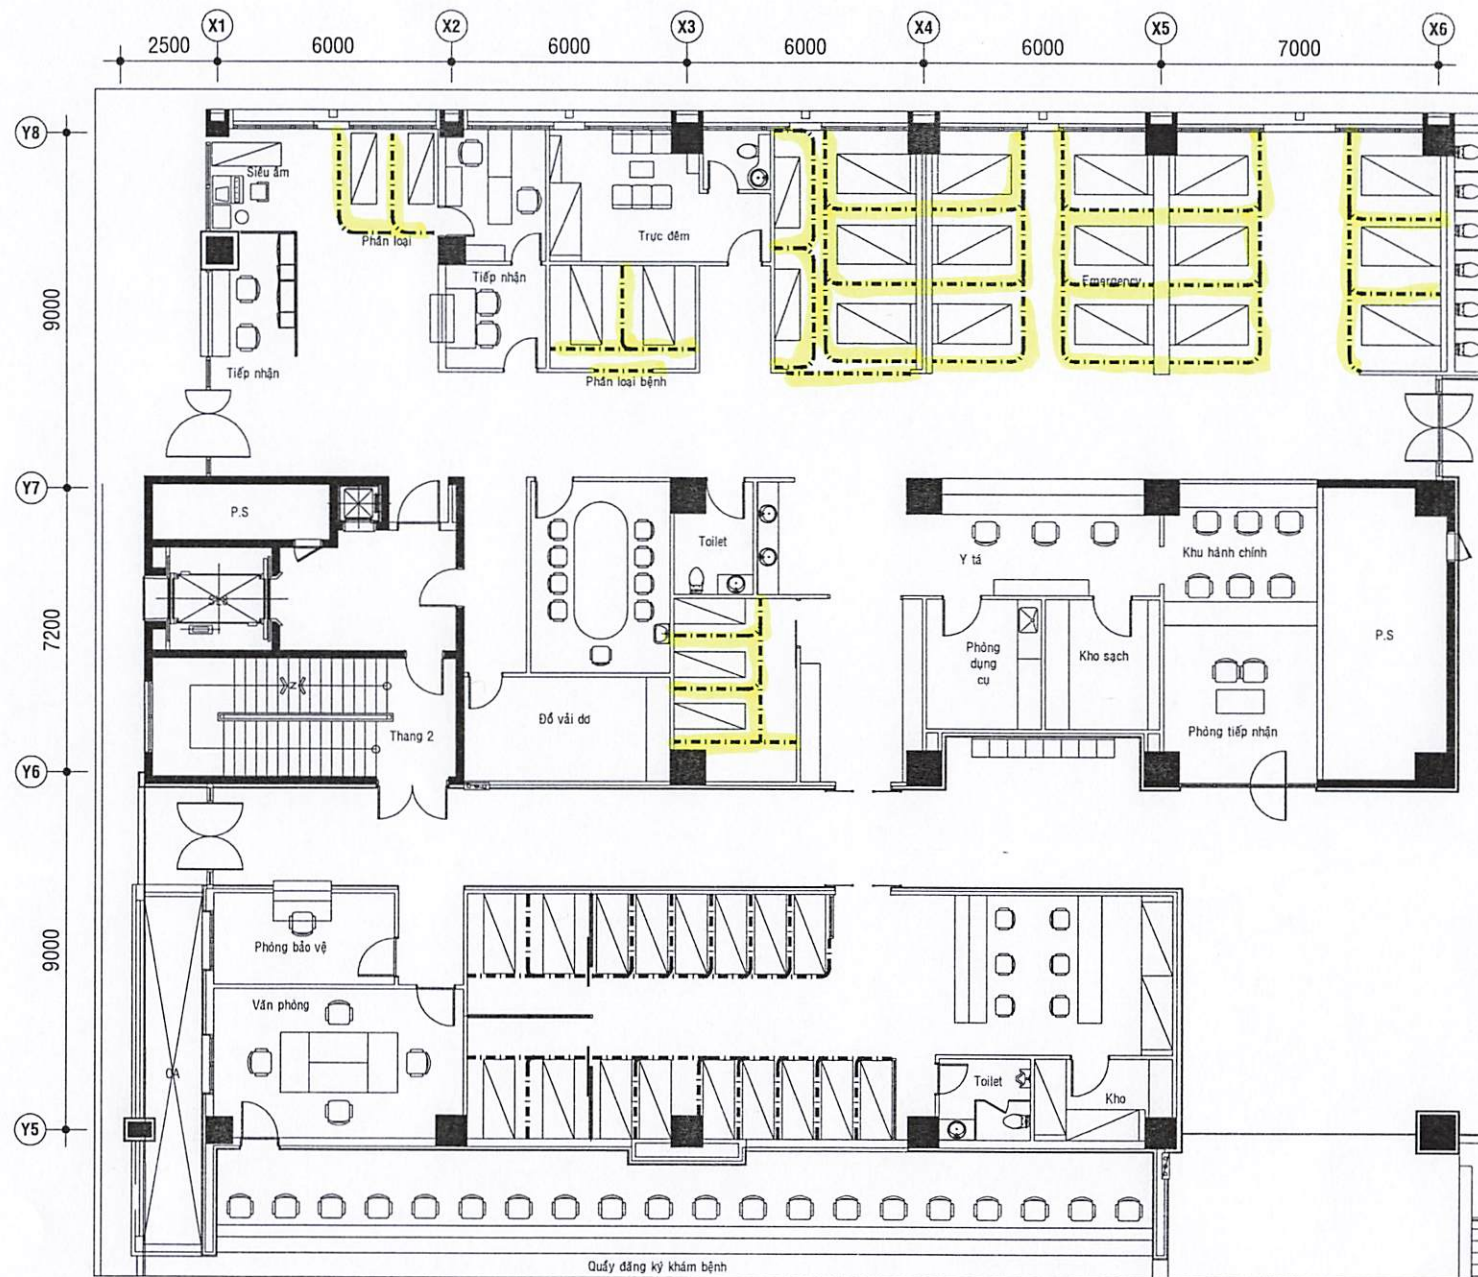 X1
X2
X3
X4
X5
X6
2500
6000
6000
6000
6000
7000
Y8
Siêu âm
Phân loại
Tiếp nhận
Trực đêm
Emergency
9000
Tiếp nhận
Phân loại bệnh
Y7
P.S
Toilet
Y tá
Khu hành chính
7200
Phòng
dụng
cụ
Kho sạch
P.S
Đồ vải dơ
Thang 2
Phòng tiếp nhận
Y6
9000
Phòng bảo vệ
Văn phòng
Toilet
Kho
Y5
Quầy đăng ký khám bệnh